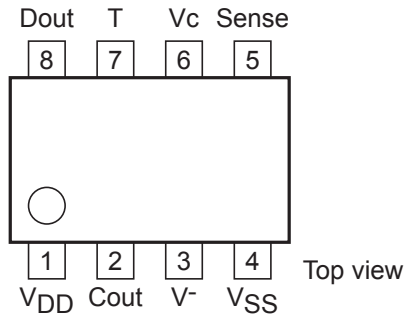 Dout T Vc Sense
8 7 6 5
1 2 3 4
Top view
VDD Cout V- VSS